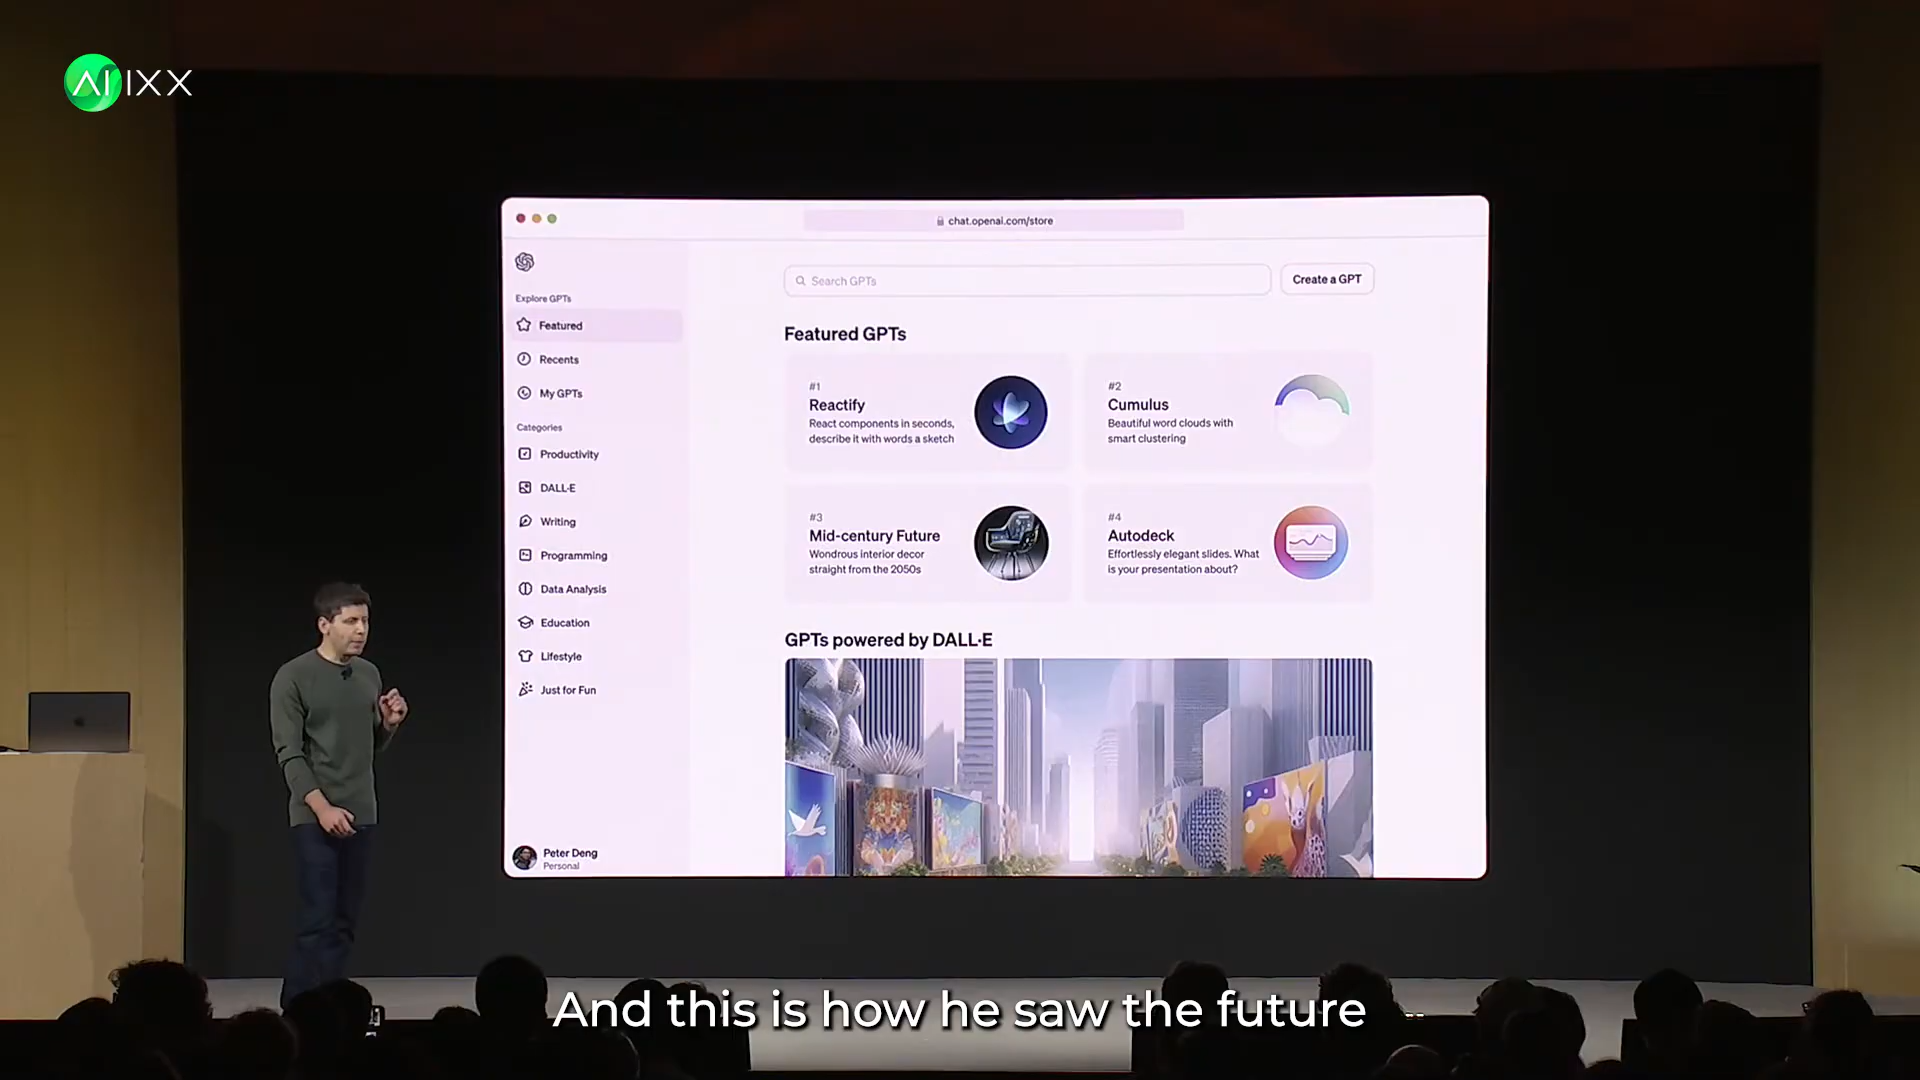 AIIXX
chat.openai.com/store
Search GPTs
Create a GPT
Explore GPTs
Featured
Recents
My GPTs
Categories
Productivity
DALL·E
Writing
Programming
Data Analysis
Education
Lifestyle
Just for Fun
Peter Deng
Personal
Featured GPTs
#1
Reactify
React components in seconds,
describe it with words a sketch
#2
Cumulus
Beautiful word clouds with
smart clustering
#3
Mid-century Future
Wondrous interior decor
straight from the 2050s
#4
Autodeck
Effortlessly elegant slides. What
is your presentation about?
GPTs powered by DALL·E
And this is how he saw the future